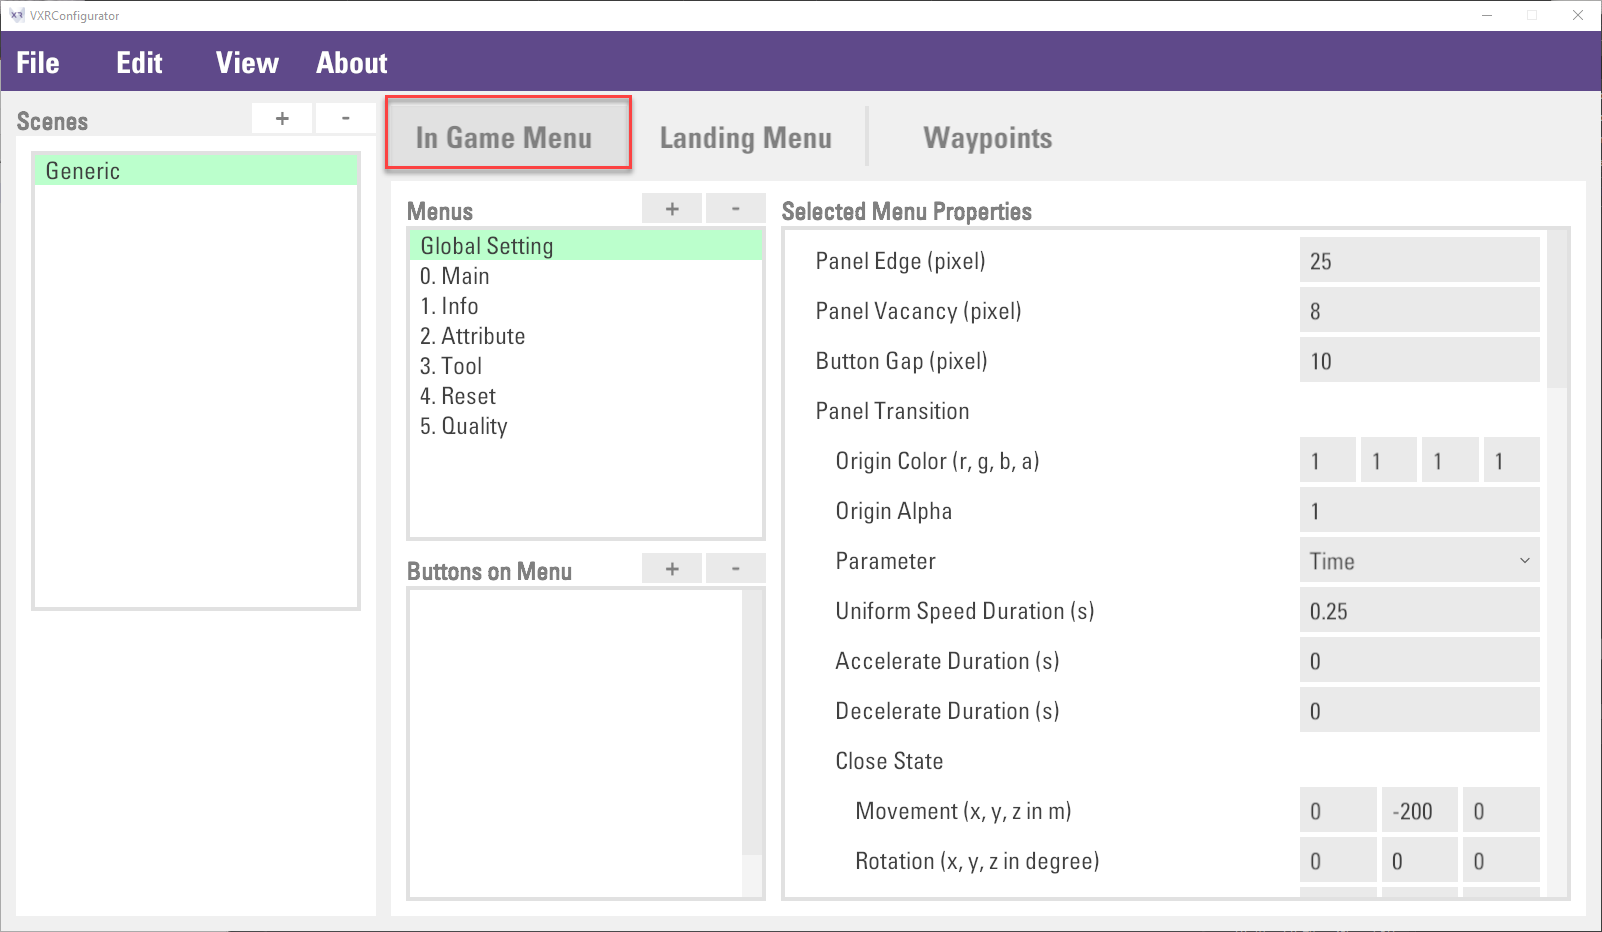 VXRConfigurator
File Edit View About
Scenes + -
Generic
In Game Menu Landing Menu Waypoints
Menus + -
Global Setting
0. Main
1. Info
2. Attribute
3. Tool
4. Reset
5. Quality
Buttons on Menu + -
Selected Menu Properties
Panel Edge (pixel) 25
Panel Vacancy (pixel) 8
Button Gap (pixel) 10
Panel Transition
Origin Color (r, g, b, a) 1 1 1 1
Origin Alpha 1
Parameter Time
Uniform Speed Duration (s) 0.25
Accelerate Duration (s) 0
Decelerate Duration (s) 0
Close State
Movement (x, y, z in m) 0 -200 0
Rotation (x, y, z in degree) 0 0 0